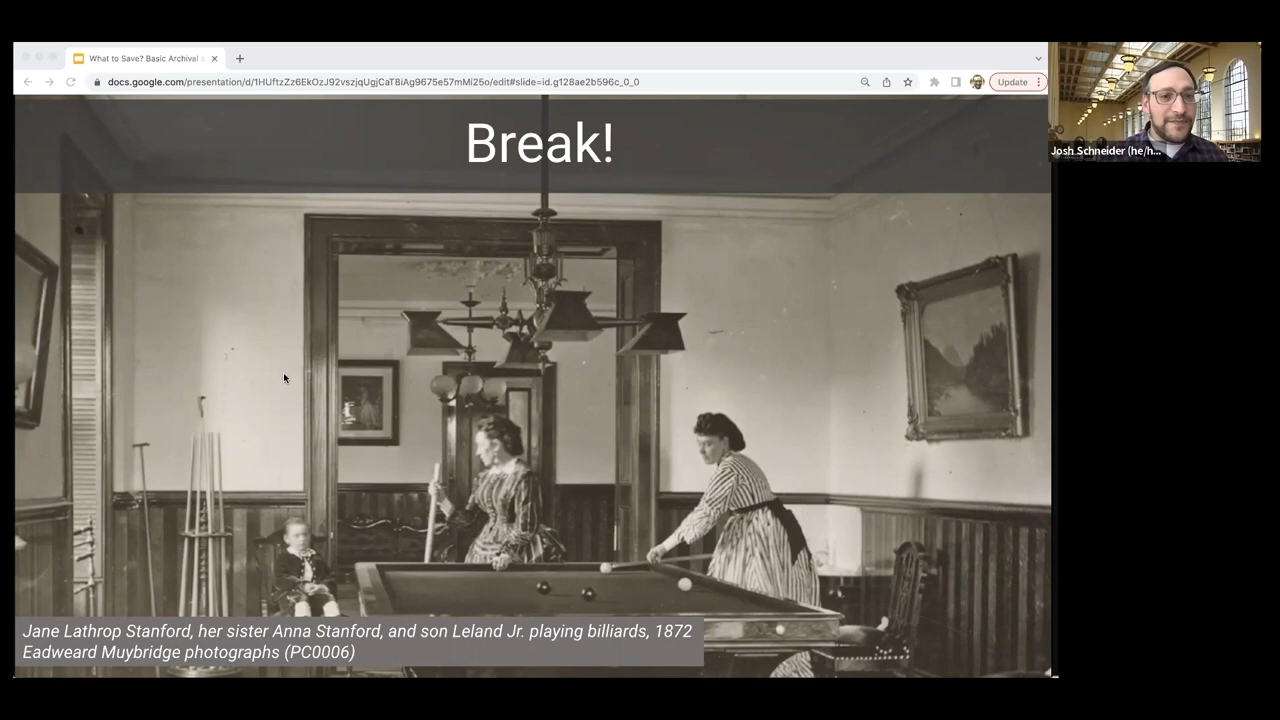 What to Save? Basic Archival a
docs.google.com/presentation/d/1HUftzZz6EkOzJ92vszjqUgjCaT8iAg9675e57mMi25o/edit#slide=id.g128ae2b596c_0_0
Update
Josh Schneider (he/h...
Break!
Jane Lathrop Stanford, her sister Anna Stanford, and son Leland Jr. playing billiards, 1872
Eadweard Muybridge photographs (PC0006)